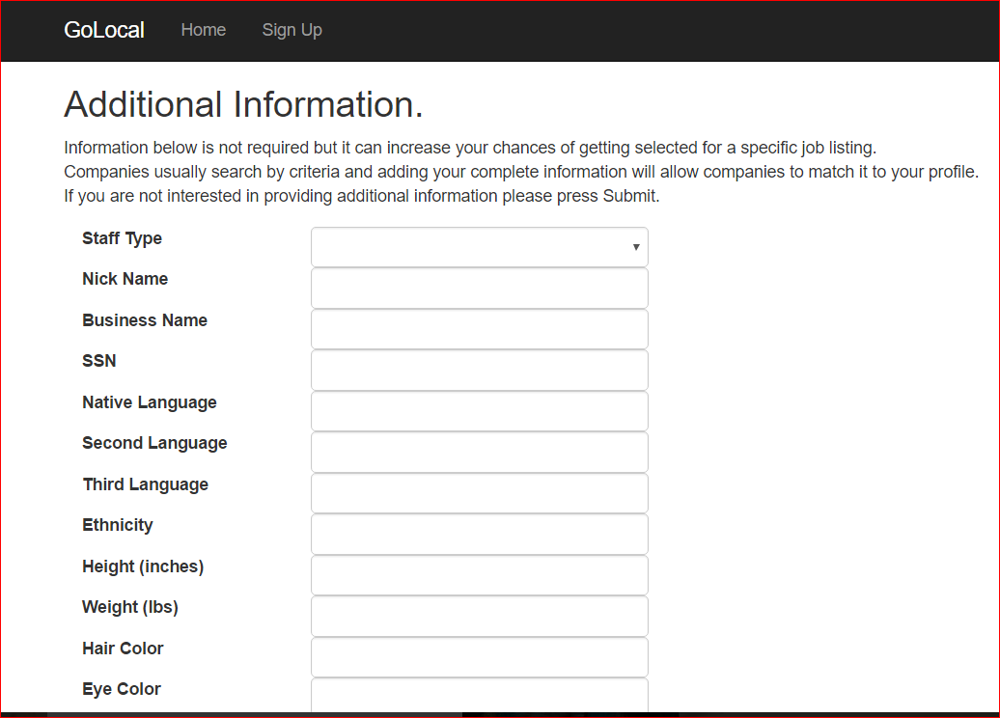 GoLocal Home Sign Up
Additional Information.
Information below is not required but it can increase your chances of getting selected for a specific job listing.
Companies usually search by criteria and adding your complete information will allow companies to match it to your profile.
If you are not interested in providing additional information please press Submit.
Staff Type
Nick Name
Business Name
SSN
Native Language
Second Language
Third Language
Ethnicity
Height (inches)
Weight (lbs)
Hair Color
Eye Color